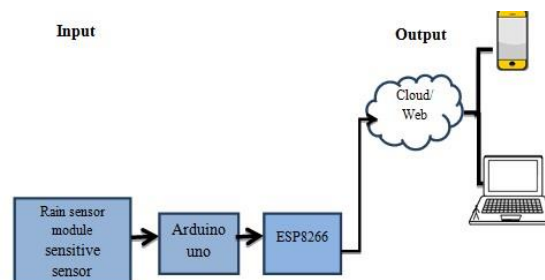 Input
Output
Cloud/
Web
Rain sensor
module
sensitive
sensor
Arduino
uno
ESP8266